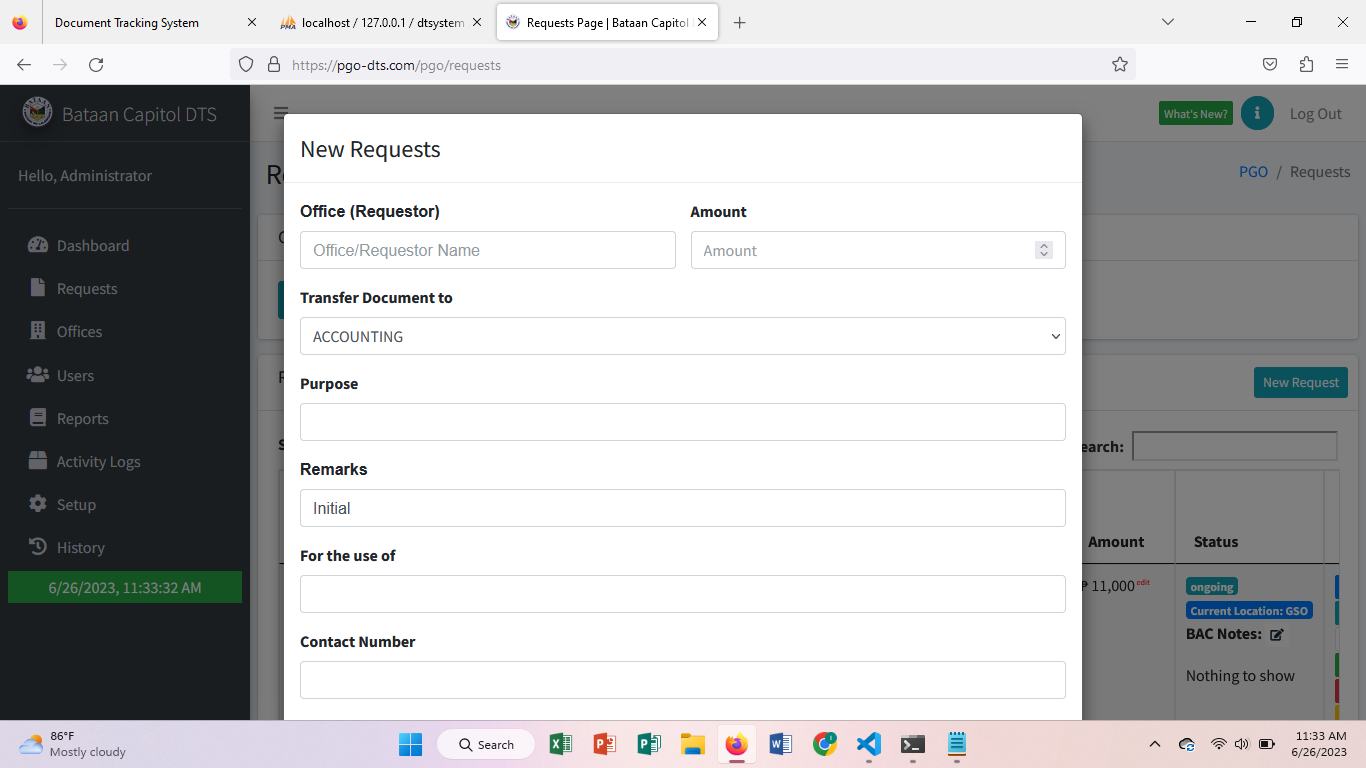 Document Tracking System
localhost / 127.0.0.1 / dtsystem
Requests Page | Bataan Capitol
https://pgo-dts.com/pgo/requests
Bataan Capitol DTS
What's New?
Log Out
Hello, Administrator
PGO / Requests
Dashboard
Requests
Offices
Users
Reports
Activity Logs
Setup
History
6/26/2023, 11:33:32 AM
New Requests
Office (Requestor)
Amount
Office/Requestor Name
Amount
Transfer Document to
ACCOUNTING
Purpose
Remarks
Initial
For the use of
Contact Number
New Request
earch:
Amount
Status
₱ 11,000 edit
ongoing
Current Location: GSO
BAC Notes:
Nothing to show
86°F
Mostly cloudy
Search
11:33 AM
6/26/2023